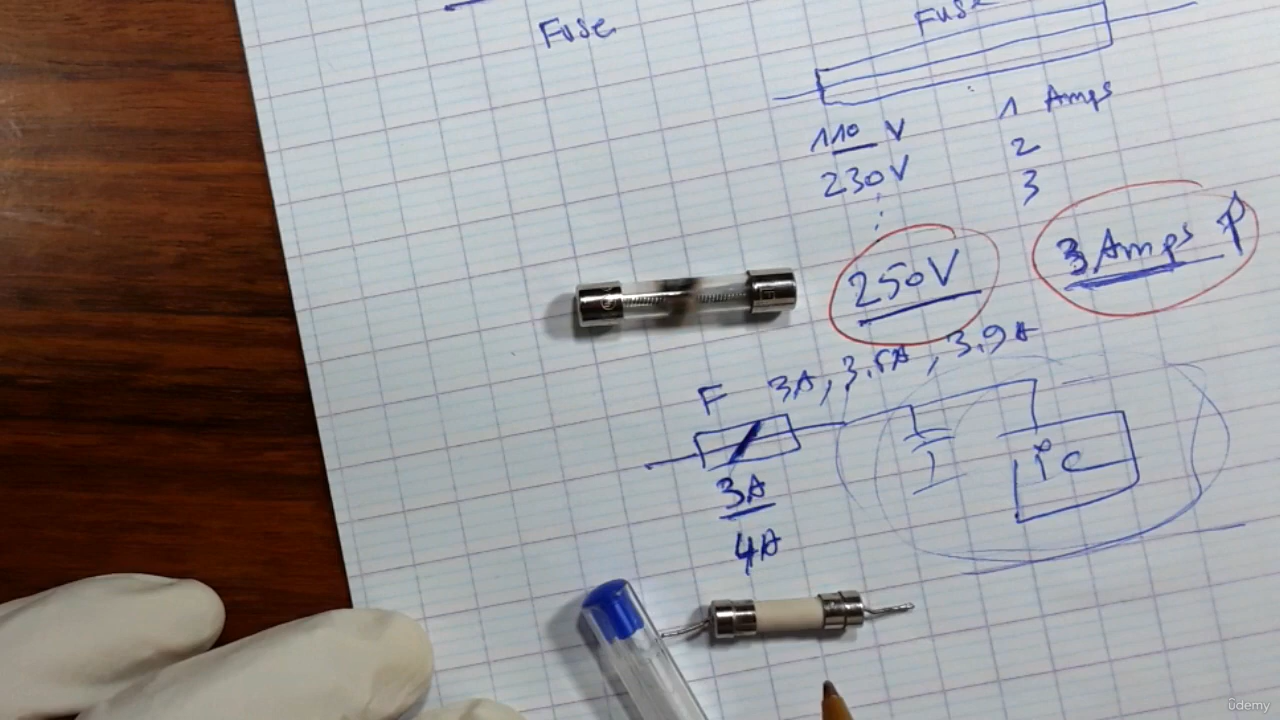 Fuse
Fuse
110 V 1 Amps
230V 2
3
250V 3 Amps
F 3A, 3.5A, 3.9A
ic
3A
4A
ûdemy